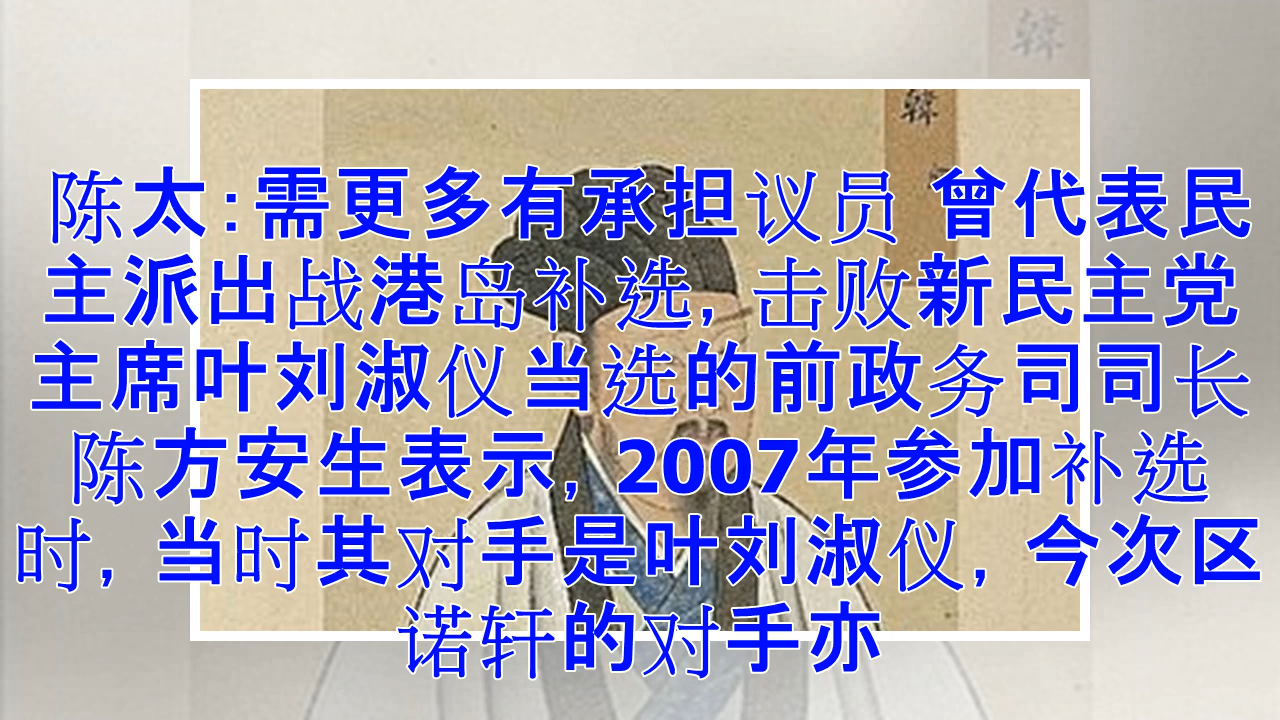 韓
韓
陈太:需更多有承担议员 曾代表民
主派出战港岛补选, 击败新民主党
主席叶刘淑仪当选的前政务司司长
陈方安生表示, 2007年参加补选
时, 当时其对手是叶刘淑仪, 今次区
诺轩的对手亦